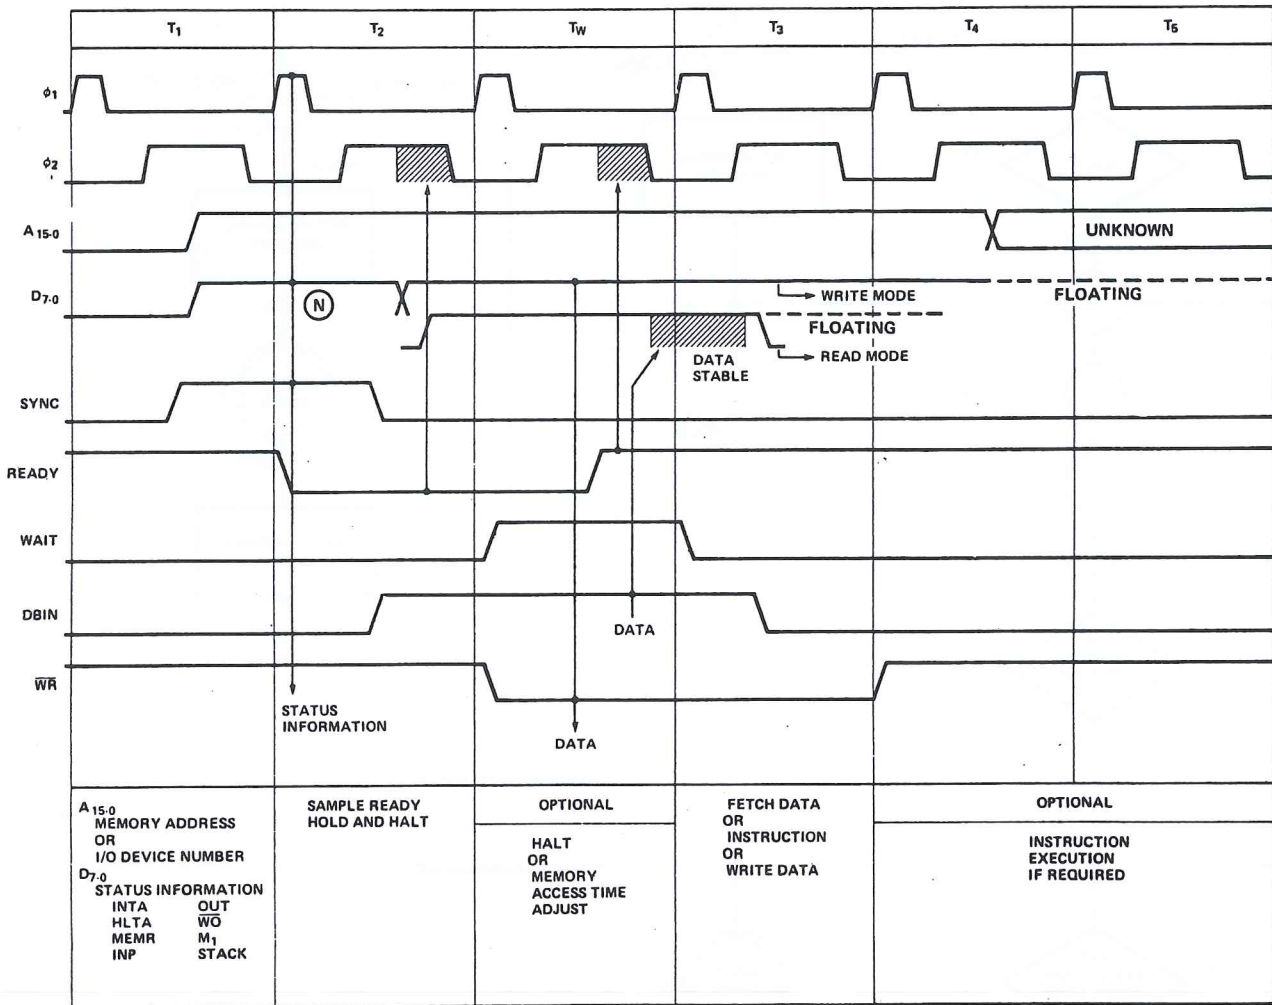 T1 T2 TW T3 T4 T5
φ1
φ2
A15-0
UNKNOWN
D7-0
N
WRITE MODE
FLOATING
FLOATING
READ MODE
DATA
STABLE
SYNC
READY
WAIT
DBIN
DATA
WR
STATUS
INFORMATION
DATA
A15-0
MEMORY ADDRESS
OR
I/O DEVICE NUMBER
D7-0
STATUS INFORMATION
INTA OUT
HLTA WO
MEMR M1
INP STACK
SAMPLE READY
HOLD AND HALT
OPTIONAL
HALT
OR
MEMORY
ACCESS TIME
ADJUST
FETCH DATA
OR
INSTRUCTION
OR
WRITE DATA
OPTIONAL
INSTRUCTION
EXECUTION
IF REQUIRED